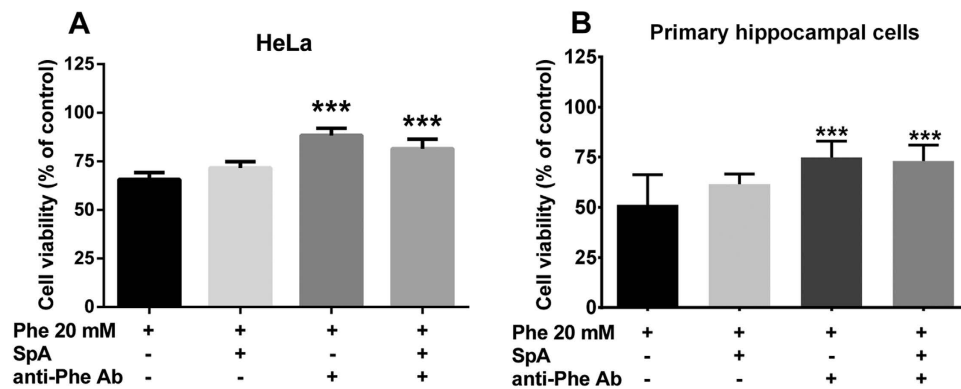 A
HeLa
Cell viability (% of control)
125
100
75
50
25
0
*** ***
Phe 20 mM + + + +
SpA - + - +
anti-Phe Ab - - + +
B
Primary hippocampal cells
Cell viability (% of control)
125
100
75
50
25
0
*** ***
Phe 20 mM + + + +
SpA - + - +
anti-Phe Ab - - + +